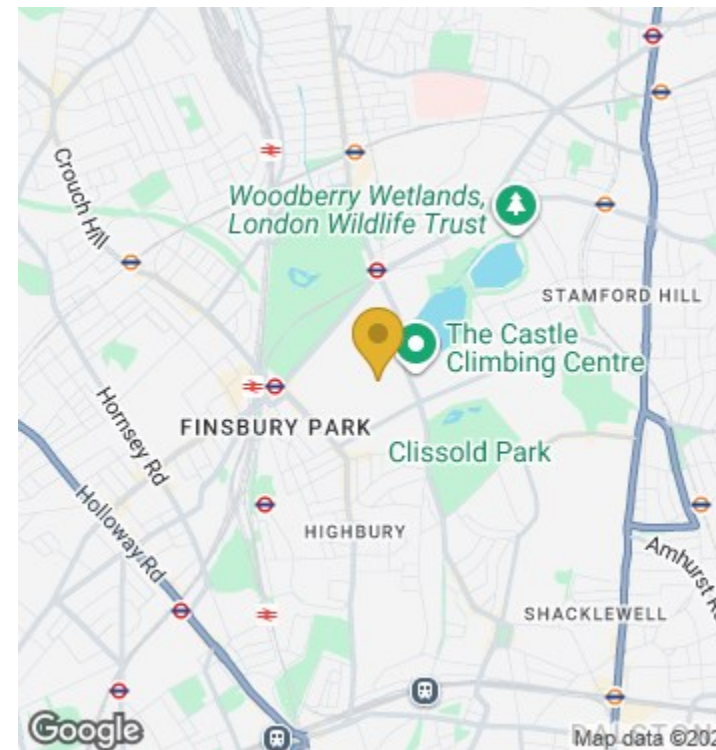 Woodberry Wetlands,
London Wildlife Trust
Crouch Hill
STAMFORD HILL
The Castle
Climbing Centre
FINSBURY PARK
Hornsey Rd
Clissold Park
Holloway Rd
HIGHBURY
Amhurst
SHACKLEWELL
Google
Map data ©202